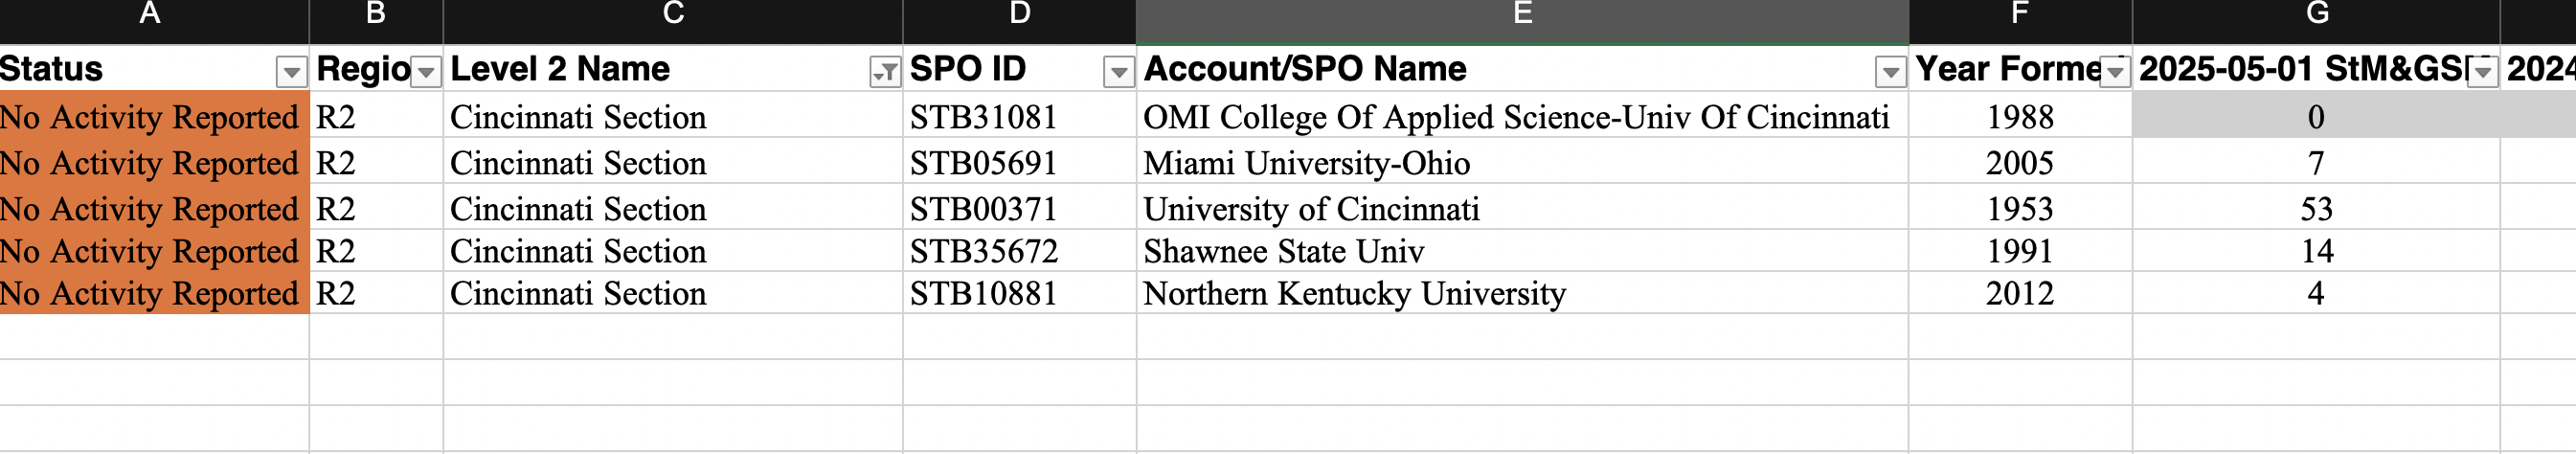 A B C D E F G
Status Regio Level 2 Name SPO ID Account/SPO Name Year Forme 2025-05-01 StM&GS 2024
No Activity Reported R2 Cincinnati Section STB31081 OMI College Of Applied Science-Univ Of Cincinnati 1988 0
No Activity Reported R2 Cincinnati Section STB05691 Miami University-Ohio 2005 7
No Activity Reported R2 Cincinnati Section STB00371 University of Cincinnati 1953 53
No Activity Reported R2 Cincinnati Section STB35672 Shawnee State Univ 1991 14
No Activity Reported R2 Cincinnati Section STB10881 Northern Kentucky University 2012 4